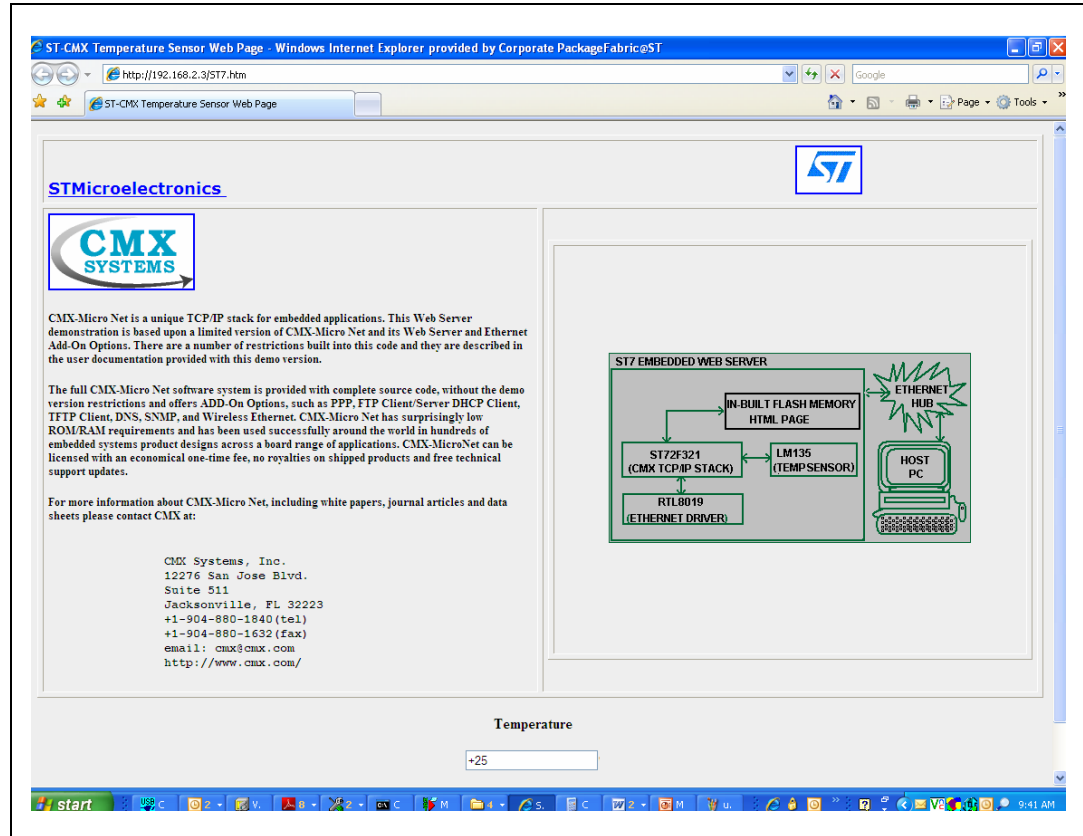 ST-CMX Temperature Sensor Web Page - Windows Internet Explorer provided by Corporate PackageFabric@ST
http://192.168.2.3/ST7.htm
Google
ST-CMX Temperature Sensor Web Page
Page
Tools
STMicroelectronics
ST
CMX
SYSTEMS
CMX-Micro Net is a unique TCP/IP stack for embedded applications. This Web Server
demonstration is based upon a limited version of CMX-Micro Net and its Web Server and Ethernet
Add-On Options. There are a number of restrictions built into this code and they are described in
the user documentation provided with this demo version.
The full CMX-Micro Net software system is provided with complete source code, without the demo
version restrictions and offers ADD-On Options, such as PPP, FTP Client/Server DHCP Client,
TFTP Client, DNS, SNMP, and Wireless Ethernet. CMX-Micro Net has surprisingly low
ROM/RAM requirements and has been used successfully around the world in hundreds of
embedded systems product designs across a board range of applications. CMX-MicroNet can be
licensed with an economical one-time fee, no royalties on shipped products and free technical
support updates.
For more information about CMX-Micro Net, including white papers, journal articles and data
sheets please contact CMX at:
CMX Systems, Inc.
12276 San Jose Blvd.
Suite 511
Jacksonville, FL 32223
+1-904-880-1840(tel)
+1-904-880-1632(fax)
email: cmx@cmx.com
http://www.cmx.com/
ST7 EMBEDDED WEB SERVER
IN-BUILT FLASH MEMORY
HTML PAGE
ETHERNET
HUB
ST72F321
(CMX TCP/IP STACK)
LM135
(TEMPSENSOR)
HOST
PC
RTL8019
(ETHERNET DRIVER)
Temperature
+25
start
USB C
2
V.
8
2
C
M
4
s.
C
2
M
u.
9:41 AM